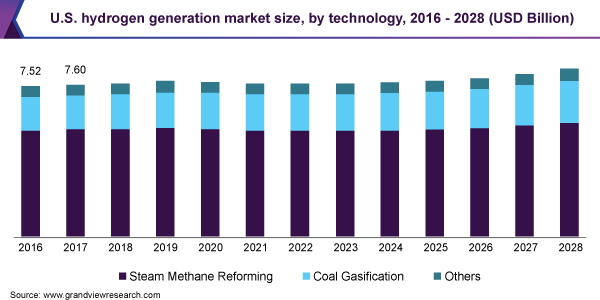 U.S. hydrogen generation market size, by technology, 2016 - 2028 (USD Billion)
7.52 7.60
2016 2017 2018 2019 2020 2021 2022 2023 2024 2025 2026 2027 2028
Steam Methane Reforming Coal Gasification Others
Source: www.grandviewresearch.com